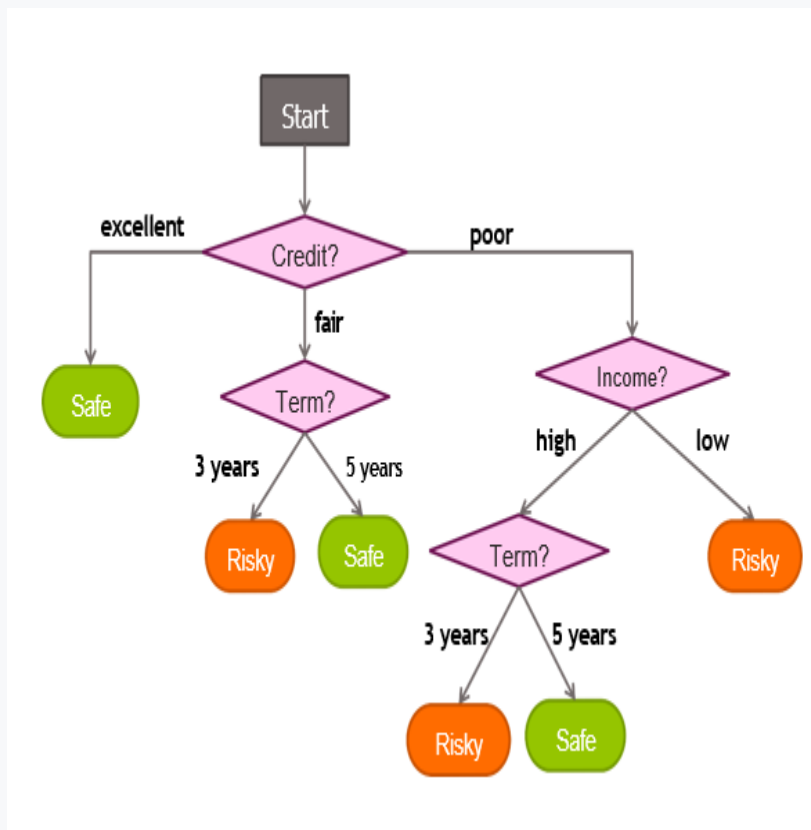 Start
excellent
Credit?
poor
fair
Safe
Term?
Income?
3 years
5 years
high
low
Risky
Safe
Term?
Risky
3 years
5 years
Risky
Safe